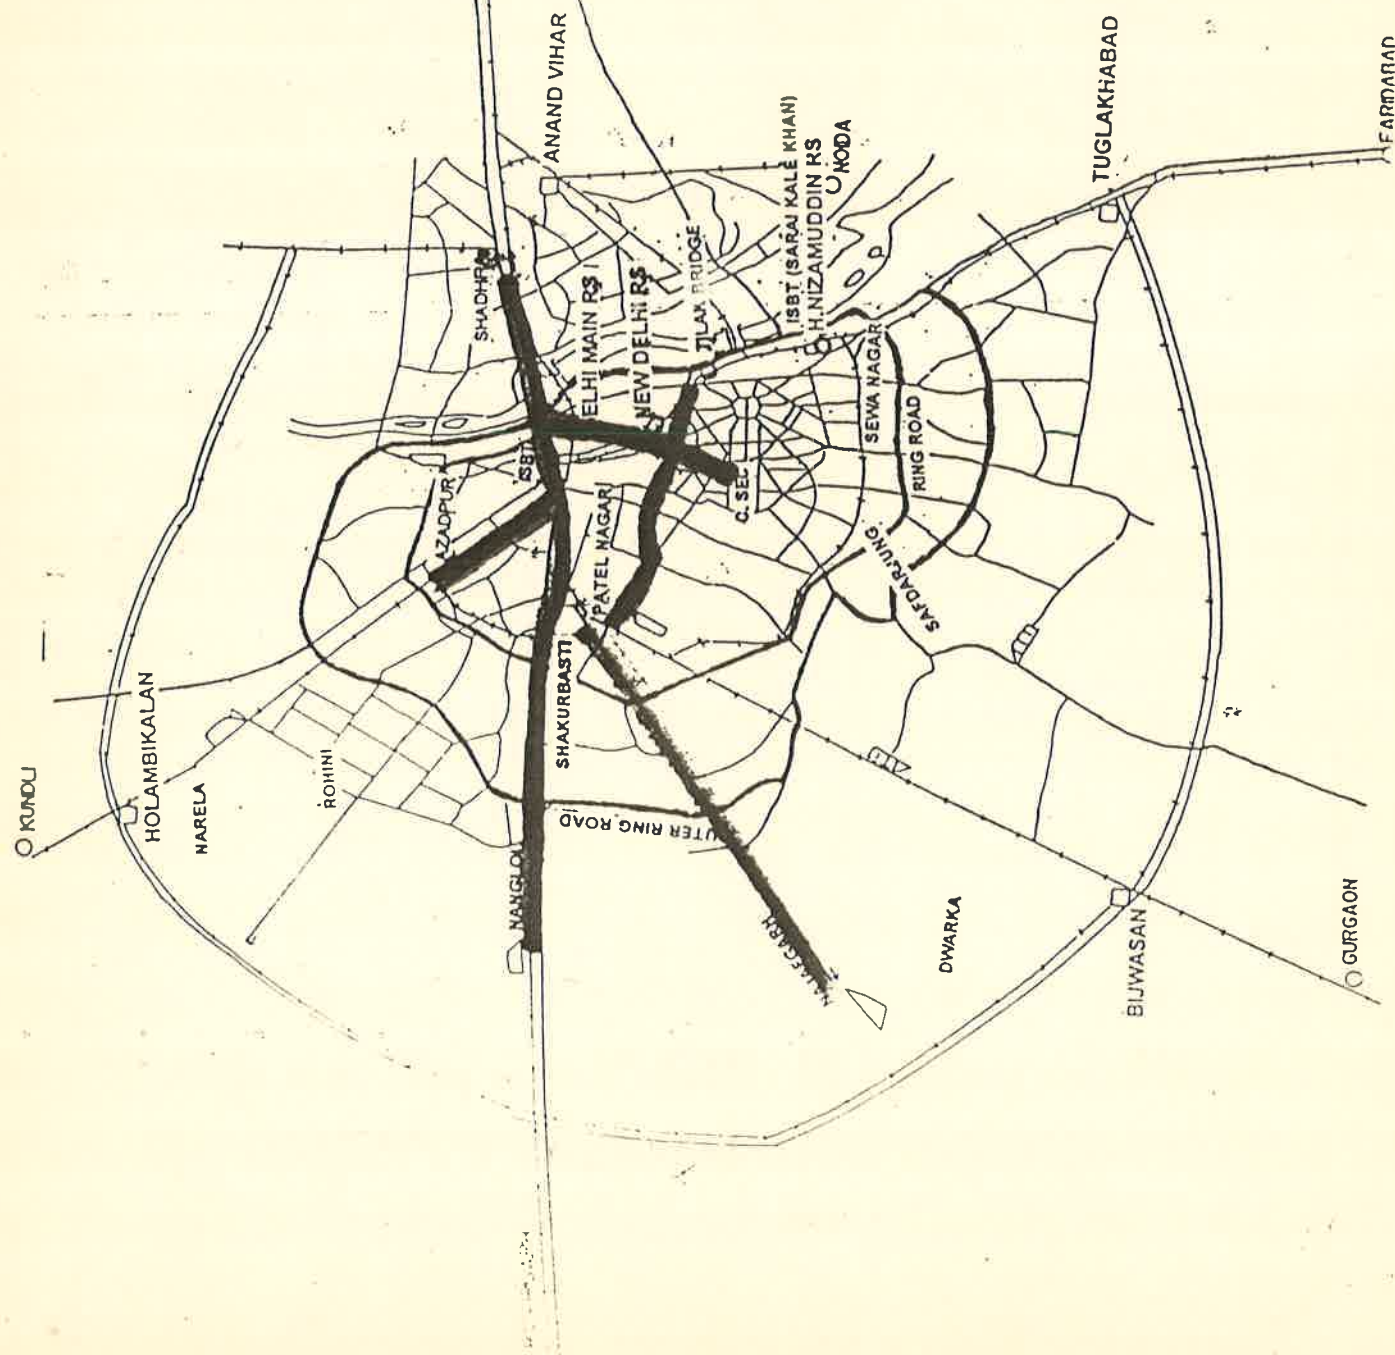 KUNDLI
HOLAMBIKALAN
NARELA
ROHINI
NANGLOI
AZADPUR
SHADHRA
ANAND VIHAR
ISBT
DELHI MAIN RS
NEW DELHI RS
TILAK BRIDGE
ISBT (SARAI KALE KHAN)
H.NIZAMUDDIN RS
NODA
TUGLAKHABAD
FARIDABAD
SHAKURBASTI
PATEL NAGAR
C. SEC
SEWA NAGAR
RING ROAD
SAFDARJUNG
OUTER RING ROAD
NAJAFGARH
DWARKA
BIJWASAN
GURGAON